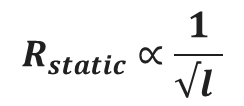 R_static ∝ 1/√l